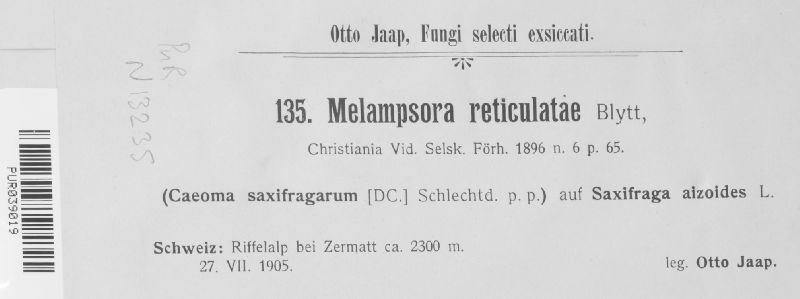 Otto Jaap, Fungi selecti exsiccati.
135. Melampsora reticulatae Blytt,
Christiania Vid. Selsk. Förh. 1896 n. 6 p. 65.
(Caeoma saxifragarum [DC.] Schlechtd. p. p.) auf Saxifraga aizoides L.
Schweiz: Riffelalp bei Zermatt ca. 2300 m.
27. VII. 1905.
leg. Otto Jaap.
PUR
N13235
PUR039019